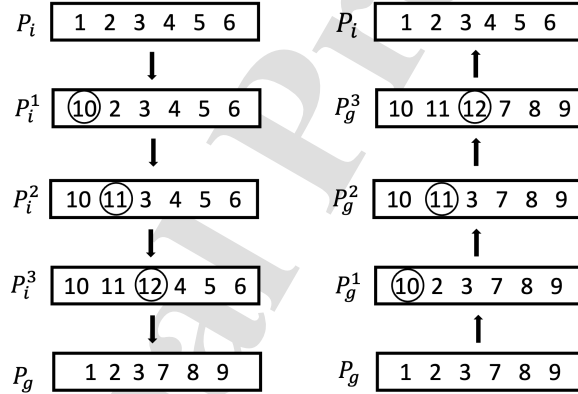 P_i 1 2 3 4 5 6
P_i^1 10 2 3 4 5 6
P_i^2 10 11 3 4 5 6
P_i^3 10 11 12 4 5 6
P_g 1 2 3 7 8 9
P_i 1 2 3 4 5 6
P_g^3 10 11 12 7 8 9
P_g^2 10 11 3 7 8 9
P_g^1 10 2 3 7 8 9
P_g 1 2 3 7 8 9